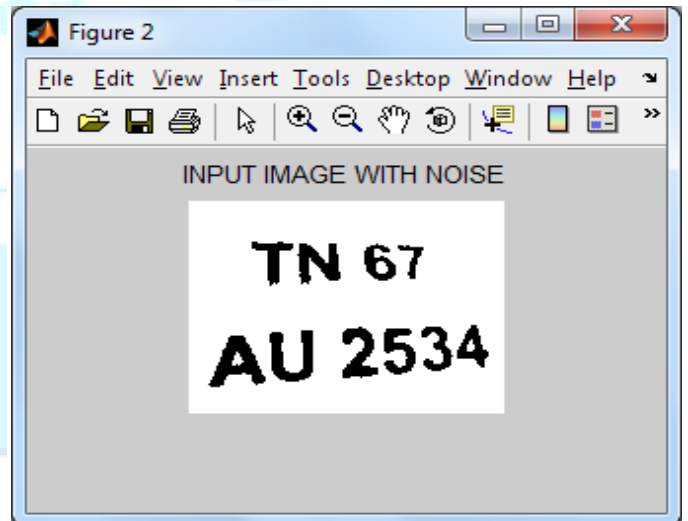 Figure 2
File Edit View Insert Tools Desktop Window Help
INPUT IMAGE WITH NOISE
TN 67
AU 2534